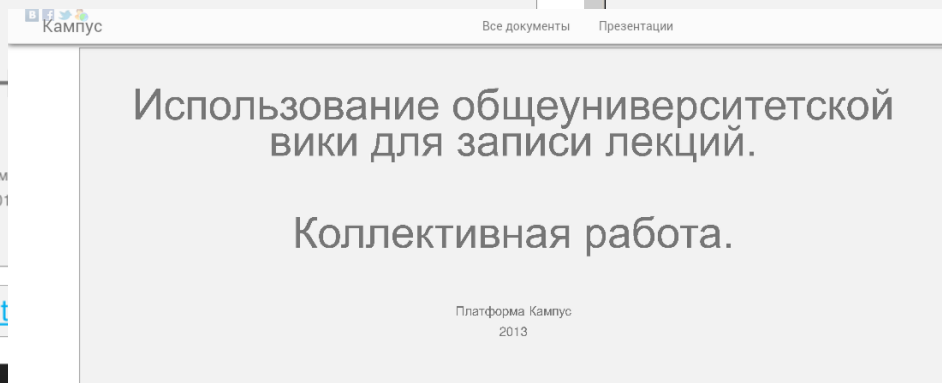 Кампус
Все документы Презентации
Использование общеуниверситетской
вики для записи лекций.
Коллективная работа.
Платформа Кампус
2013